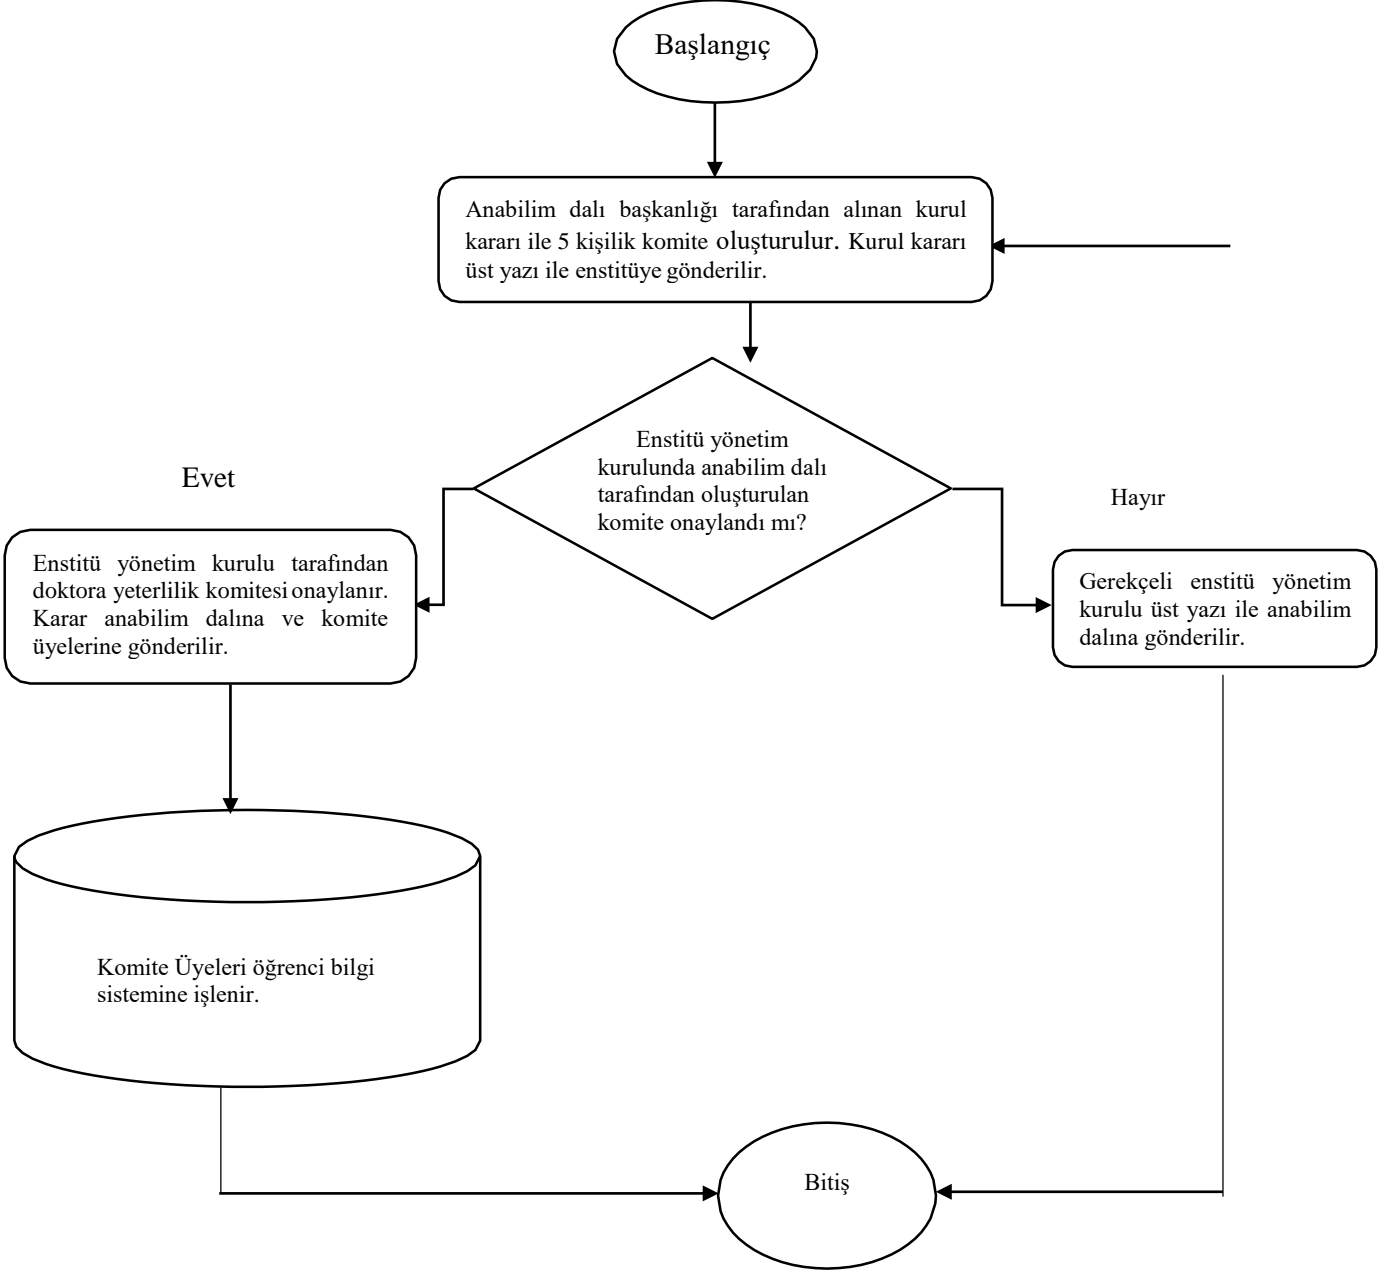 Başlangıç
Anabilim dalı başkanlığı tarafından alınan kurul
kararı ile 5 kişilik komite oluşturulur. Kurul kararı
üst yazı ile enstitüye gönderilir.
Enstitü yönetim
kurulunda anabilim dalı
tarafından oluşturulan
komite onaylandı mı?
Evet
Hayır
Enstitü yönetim kurulu tarafından
doktora yeterlilik komitesi onaylanır.
Karar anabilim dalına ve komite
üyelerine gönderilir.
Gerekçeli enstitü yönetim
kurulu üst yazı ile anabilim
dalına gönderilir.
Komite Üyeleri öğrenci bilgi
sistemine işlenir.
Bitiş